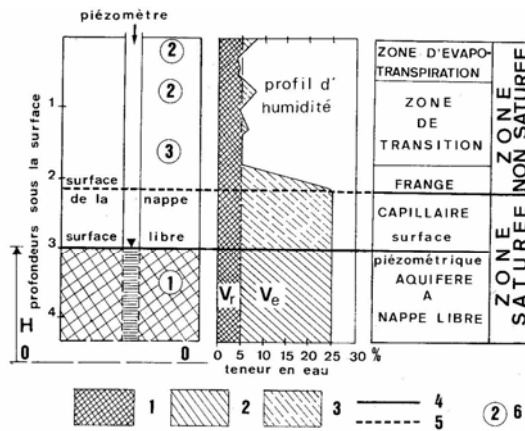 piézomètre
profondeurs sous la surface
1
2
3
4
H
0
0
2
2
3
1
surface
de la
nappe
surface
libre
profil d'
humidité
Vr
Ve
0 5 10 15 20 25 30 %
teneur en eau
ZONE D'EVAPO-
TRANSPIRATION
ZONE
DE
TRANSITION
FRANGE
CAPILLAIRE
surface
piézométrique
AQUIFERE
A
NAPPE LIBRE
ZONE
NON SATURÉE
ZONE
SATURÉE
1
2
3
4
5
2 6